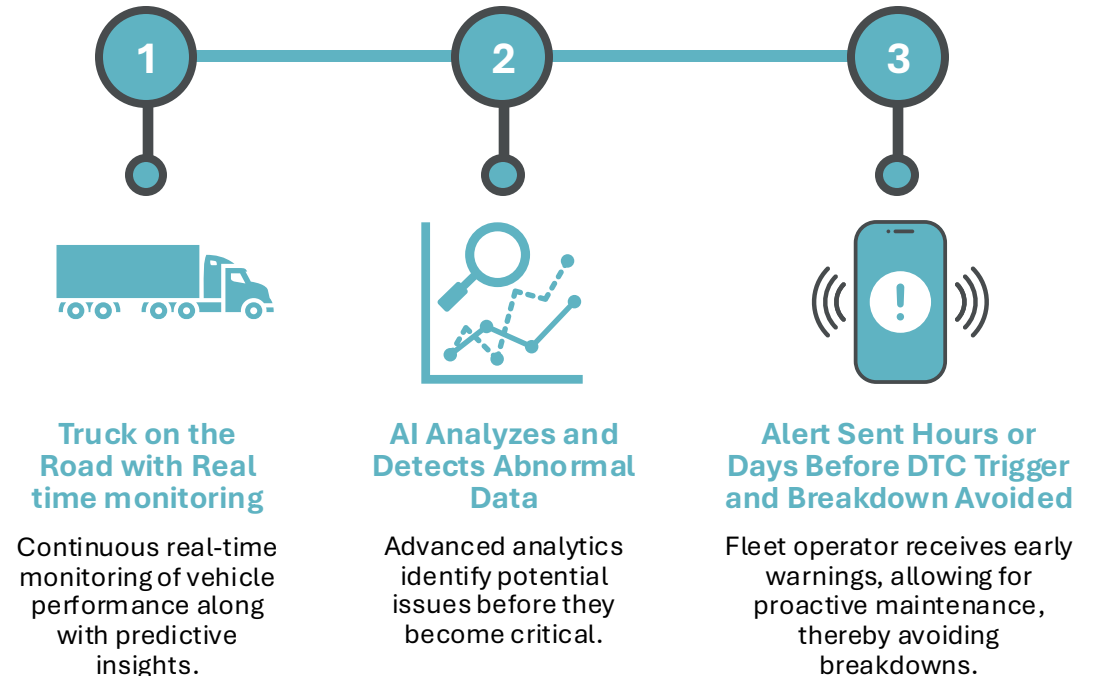 1
2
3
!
Truck on the
Road with Real
time monitoring
Continuous real-time
monitoring of vehicle
performance along
with predictive
insights.
AI Analyzes and
Detects Abnormal
Data
Advanced analytics
identify potential
issues before they
become critical.
Alert Sent Hours or
Days Before DTC Trigger
and Breakdown Avoided
Fleet operator receives early
warnings, allowing for
proactive maintenance,
thereby avoiding
breakdowns.